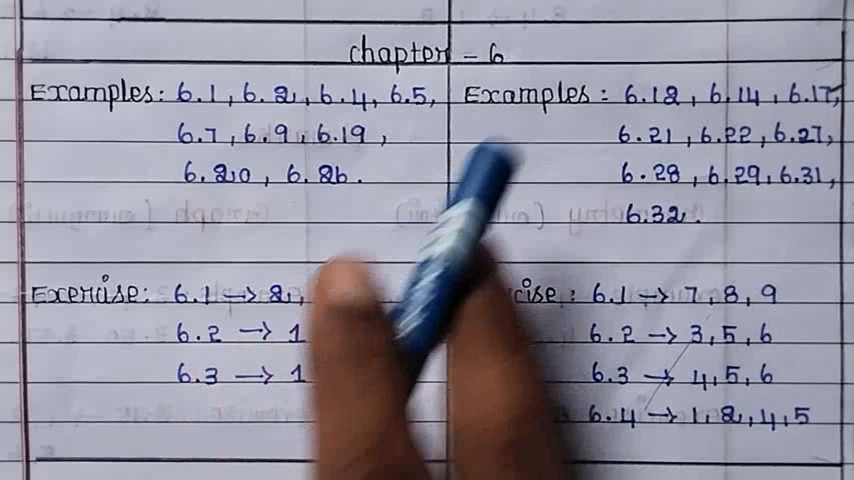 chapter - 6
Examples: 6.1, 6.2, 6.4, 6.5,
6.7, 6.9, 6.19,
6.20, 6.26.
Examples: 6.12, 6.14, 6.17,
6.21, 6.22, 6.27,
6.28, 6.29, 6.31,
6.32.
Exercise: 6.1 → 2,
6.2 → 1
6.3 → 1
cise: 6.1 → 7, 8, 9
6.2 → 3, 5, 6
6.3 → 4, 5, 6
6.4 → 1, 2, 4, 5